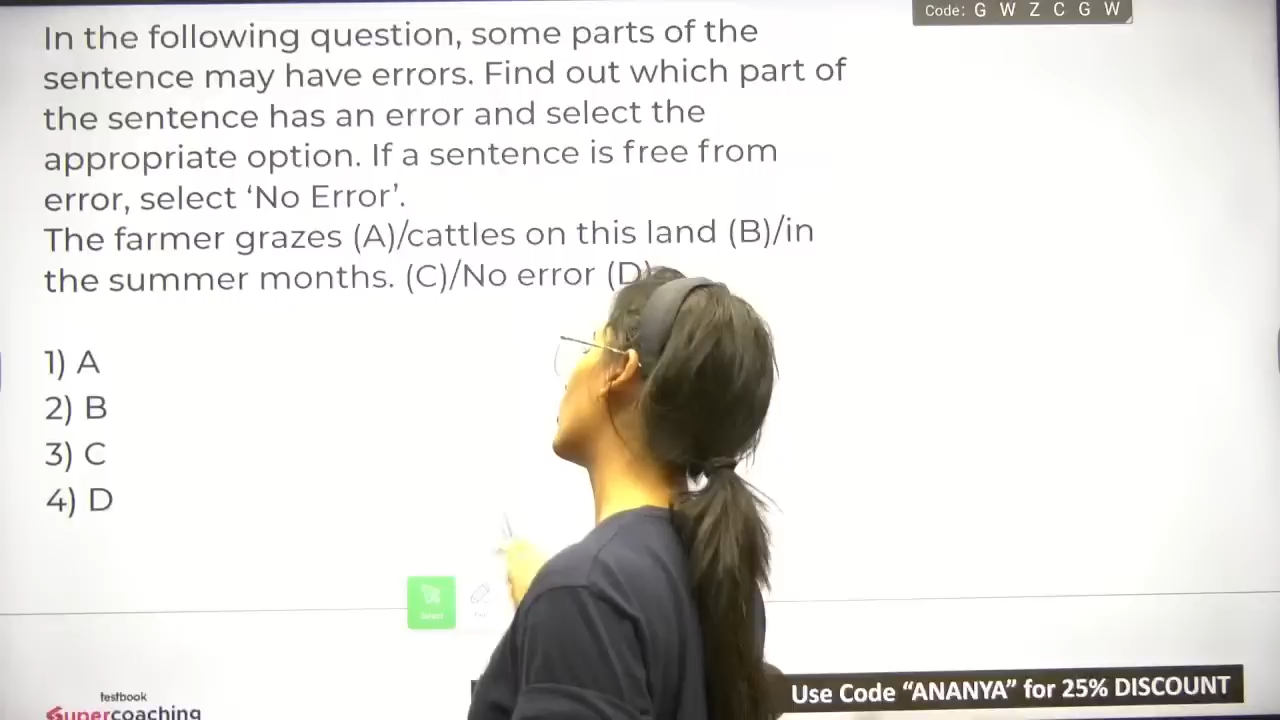 Code: G W Z C G W
In the following question, some parts of the
sentence may have errors. Find out which part of
the sentence has an error and select the
appropriate option. If a sentence is free from
error, select ‘No Error’.
The farmer grazes (A)/cattles on this land (B)/in
the summer months. (C)/No error (D)
1) A
2) B
3) C
4) D
Select
testbook
Supercoaching
Use Code “ANANYA” for 25% DISCOUNT